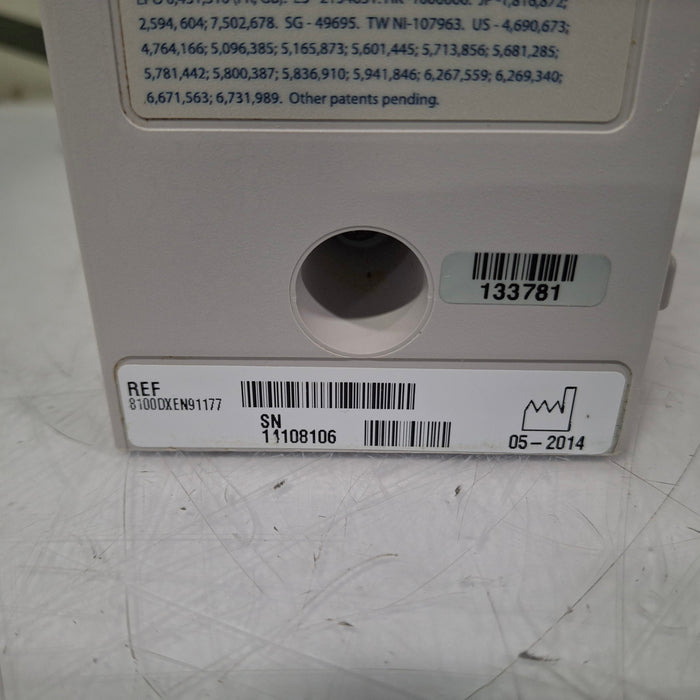 2,594,604; 7,502,678. SG - 49695. TW NI-107963. US - 4,690,673;
4,764,166; 5,096,385; 5,165,873; 5,601,445; 5,713,856; 5,681,285;
5,781,442; 5,800,387; 5,836,910; 5,941,846; 6,267,559; 6,269,340;
6,671,563; 6,731,989. Other patents pending.
133781
REF
8100DXEN91177
SN
11108106
05-2014